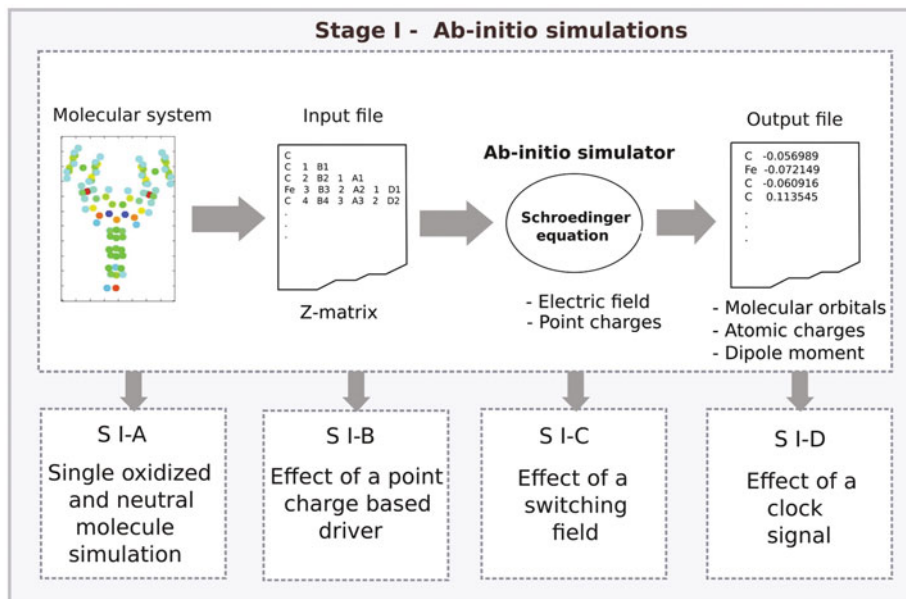 Stage I - Ab-initio simulations
Molecular system
Input file
C
C 1 B1
C 2 B2 1 A1
Fe 3 B3 2 A2 1 D1
C 4 B4 3 A3 2 D2
.
.
.
Z-matrix
Ab-initio simulator
Schroedinger
equation
- Electric field
- Point charges
Output file
C -0.056989
Fe -0.072149
C -0.060916
C 0.113545
.
.
.
- Molecular orbitals
- Atomic charges
- Dipole moment
S I-A
Single oxidized
and neutral
molecule
simulation
S I-B
Effect of a point
charge based
driver
S I-C
Effect of a
switching
field
S I-D
Effect of a
clock
signal